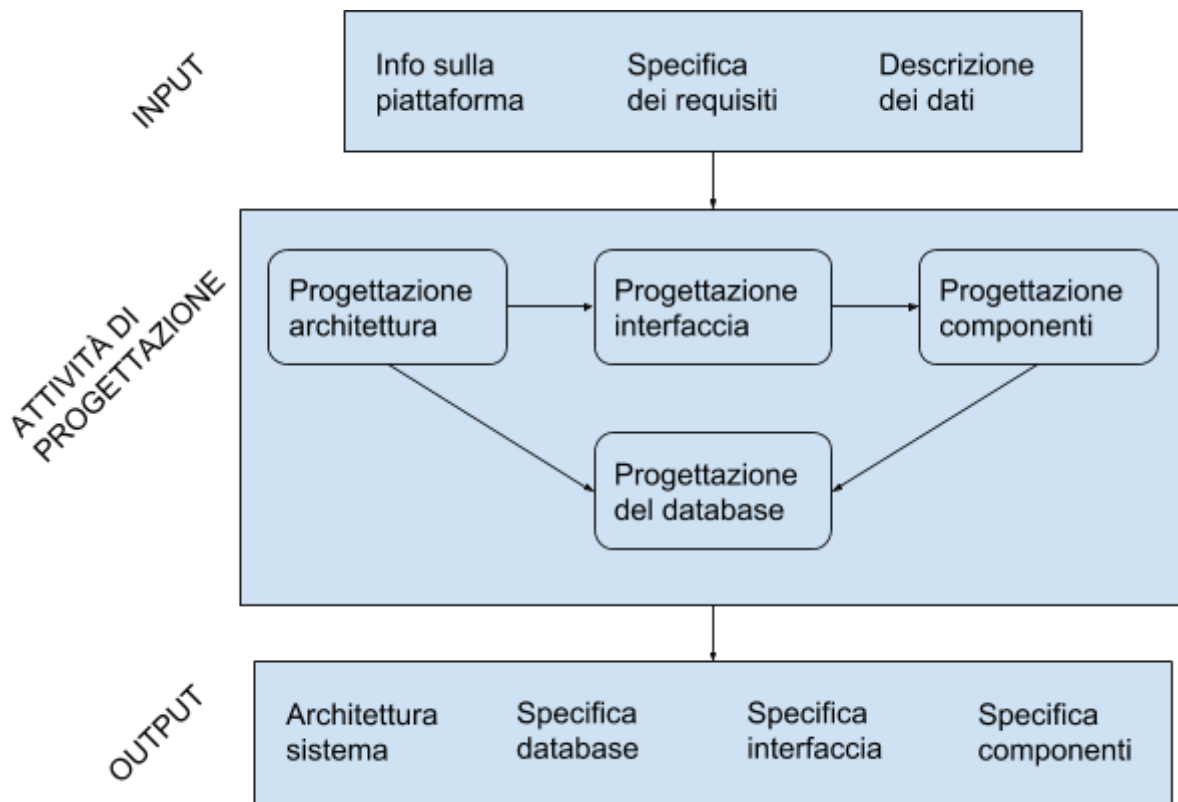 INPUT
Info sulla
piattaforma
Specifica
dei requisiti
Descrizione
dei dati
ATTIVITÀ DI
PROGETTAZIONE
Progettazione
architettura
Progettazione
interfaccia
Progettazione
componenti
Progettazione
del database
OUTPUT
Architettura
sistema
Specifica
database
Specifica
interfaccia
Specifica
componenti